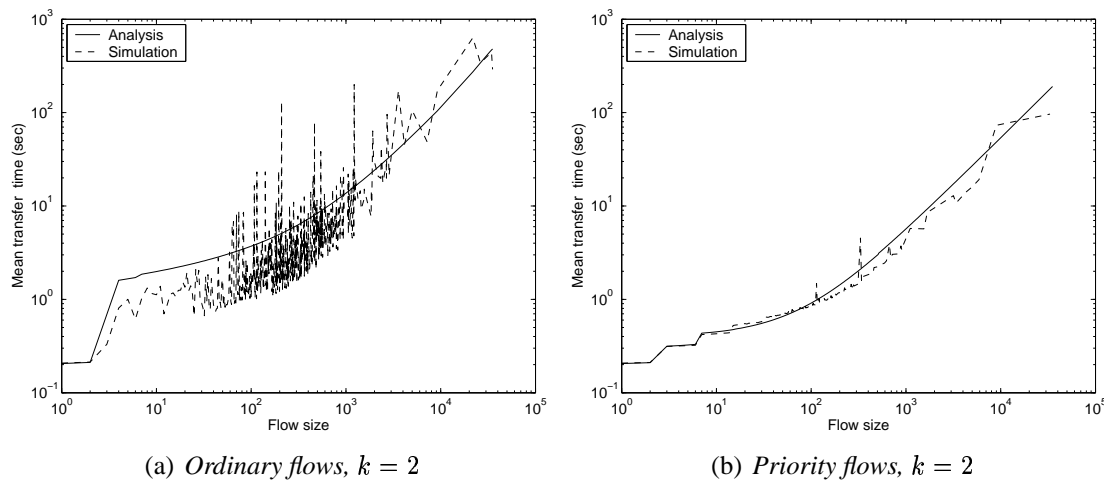 10^3
10^2
10^1
10^0
10^-1
Mean transfer time (sec)
Analysis
Simulation
10^0 10^1 10^2 10^3 10^4 10^5
Flow size
(a) Ordinary flows, k = 2
10^3
10^2
10^1
10^0
10^-1
Mean transfer time (sec)
Analysis
Simulation
10^0 10^1 10^2 10^3 10^4 10^5
Flow size
(b) Priority flows, k = 2